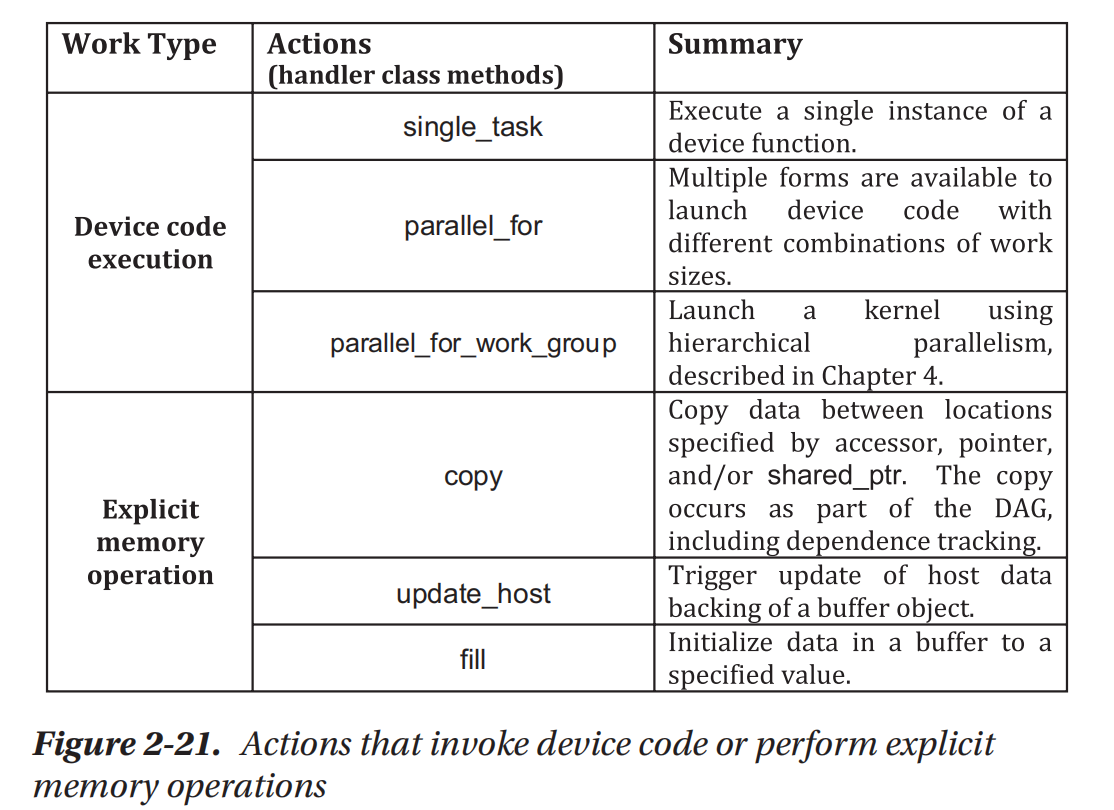 Work Type
Actions
(handler class methods)
Summary
Device code
execution
single_task
Execute a single instance of a
device function.
parallel_for
Multiple forms are available to
launch device code with
different combinations of work
sizes.
parallel_for_work_group
Launch a kernel using
hierarchical parallelism,
described in Chapter 4.
Explicit
memory
operation
copy
Copy data between locations
specified by accessor, pointer,
and/or shared_ptr. The copy
occurs as part of the DAG,
including dependence tracking.
update_host
Trigger update of host data
backing of a buffer object.
fill
Initialize data in a buffer to a
specified value.
Figure 2-21. Actions that invoke device code or perform explicit
memory operations